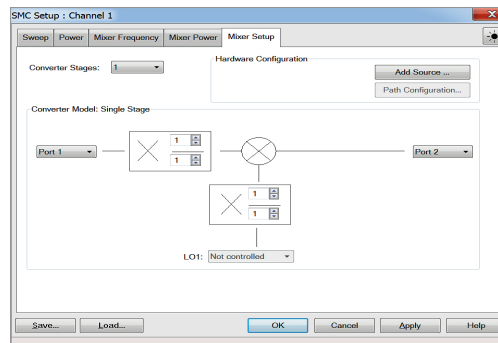 SMC Setup : Channel 1
Sweep Power Mixer Frequency Mixer Power Mixer Setup
Converter Stages: 1
Hardware Configuration
Add Source ...
Path Configuration...
Converter Model: Single Stage
Port 1
1
1
Port 2
1
1
LO1: Not controlled
Save... Load... OK Cancel Apply Help